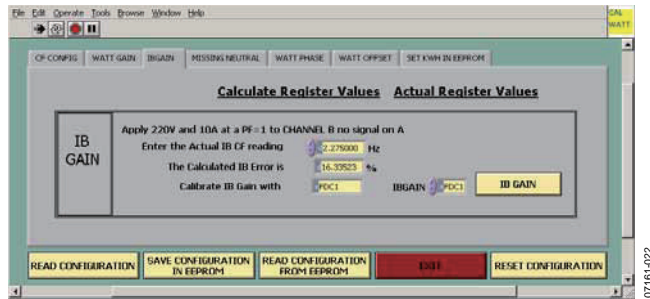 File Edit Operate Tools Browse Window Help
CAL
WATT
CF CONFIG WATT GAIN IBGAIN MISSING NEUTRAL WATT PHASE WATT OFFSET SET KWH IN EEPROM
Calculate Register Values Actual Register Values
IB
GAIN
Apply 220V and 10A at a PF=1 to CHANNEL B no signal on A
Enter the Actual IB CF reading 2.275000 Hz
The Calculated IB Error is 16.33523 %
Calibrate IB Gain with FDC1 IBGAIN FDC1 IB GAIN
READ CONFIGURATION
SAVE CONFIGURATION
IN EEPROM
READ CONFIGURATION
FROM EEPROM
EXIT
RESET CONFIGURATION
07161-022